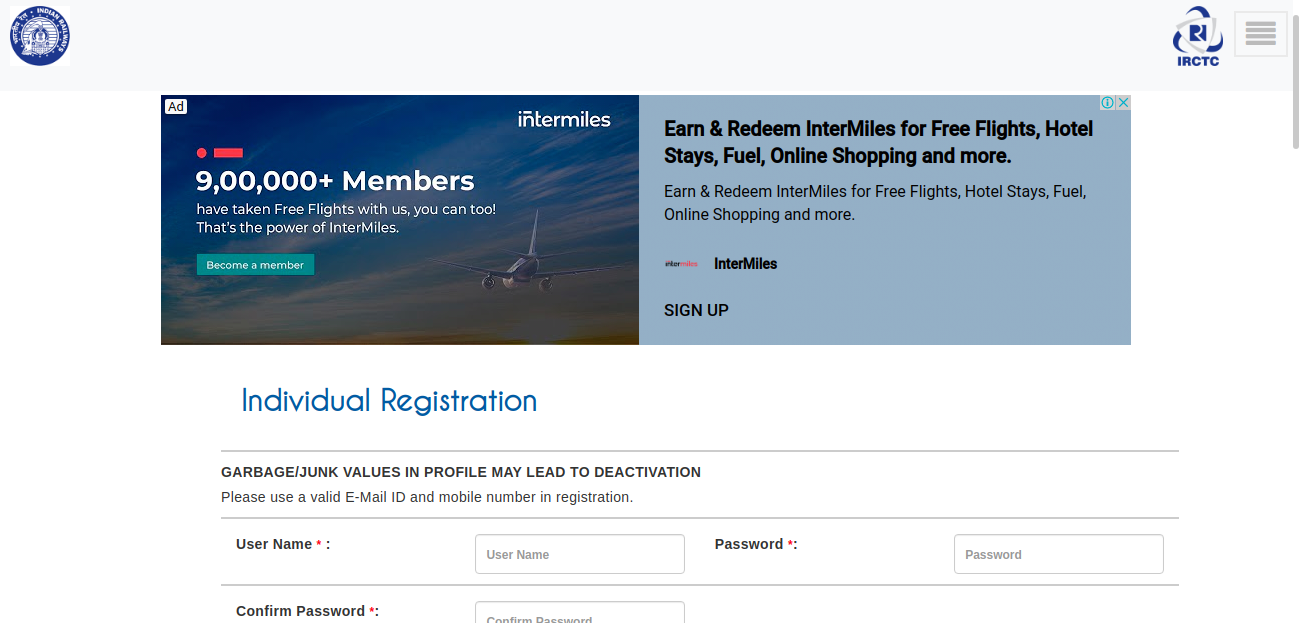 INDIAN RAILWAYS
भारतीय रेल
IRCTC
Ad
intermiles
9,00,000+ Members
have taken Free Flights with us, you can too!
That's the power of InterMiles.
Become a member
Earn & Redeem InterMiles for Free Flights, Hotel
Stays, Fuel, Online Shopping and more.
Earn & Redeem InterMiles for Free Flights, Hotel Stays, Fuel,
Online Shopping and more.
intermiles
InterMiles
SIGN UP
Individual Registration
GARBAGE/JUNK VALUES IN PROFILE MAY LEAD TO DEACTIVATION
Please use a valid E-Mail ID and mobile number in registration.
User Name * :
User Name
Password *:
Password
Confirm Password *:
Confirm Password